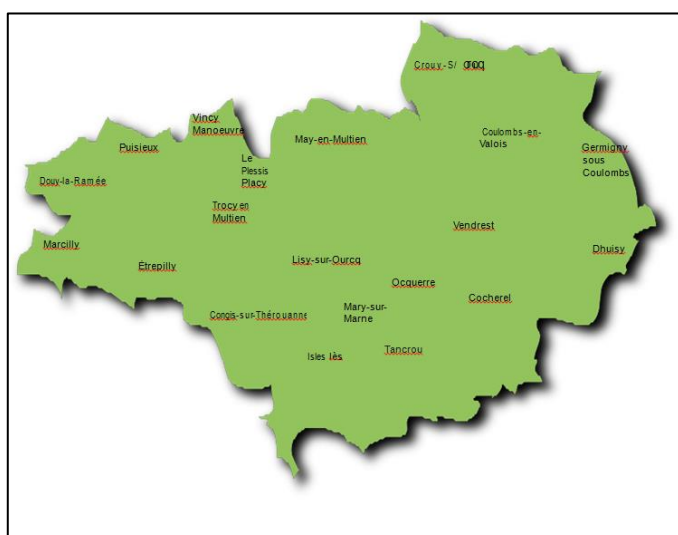 Crouy-S/
Vincy
Manoeuvre
Puisieux
May-en-Multien
Coulombs-en-
Valois
Germigny
sous
Coulombs
Le
Plessis
Placy
Douy-la-Ramée
Trocy en
Multien
Vendrest
Marcilly
Étrepilly
Lisy-sur-Ourcq
Dhuisy
Ocquerre
Cocherel
Congis-sur-Thérouanne
Mary-sur-
Marne
Isles lès
Tancrou